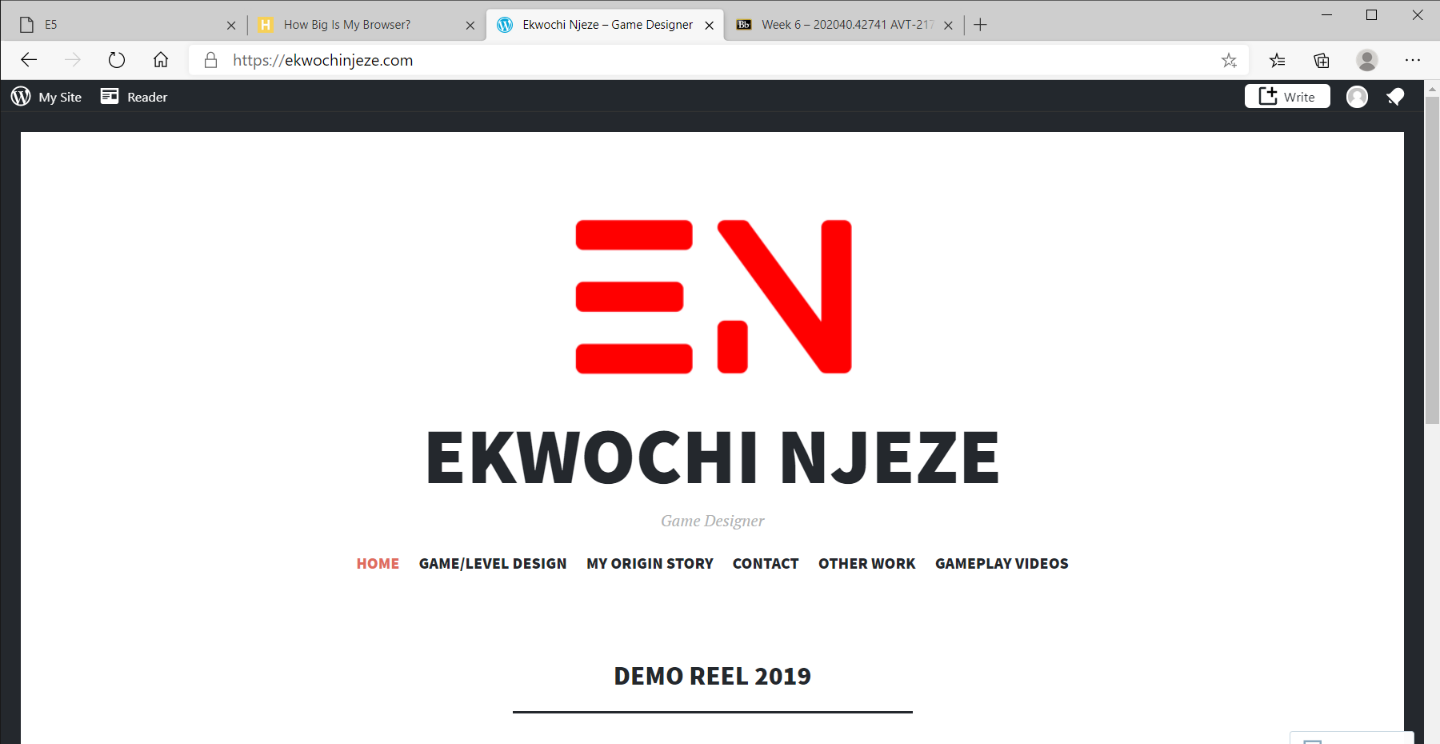 E5
How Big Is My Browser?
Ekwochi Njeze – Game Designer
Week 6 – 202040.42741 AVT-217
https://ekwochinjeze.com
My Site
Reader
Write
EN
EKWOCHI NJEZE
Game Designer
HOME GAME/LEVEL DESIGN MY ORIGIN STORY CONTACT OTHER WORK GAMEPLAY VIDEOS
DEMO REEL 2019